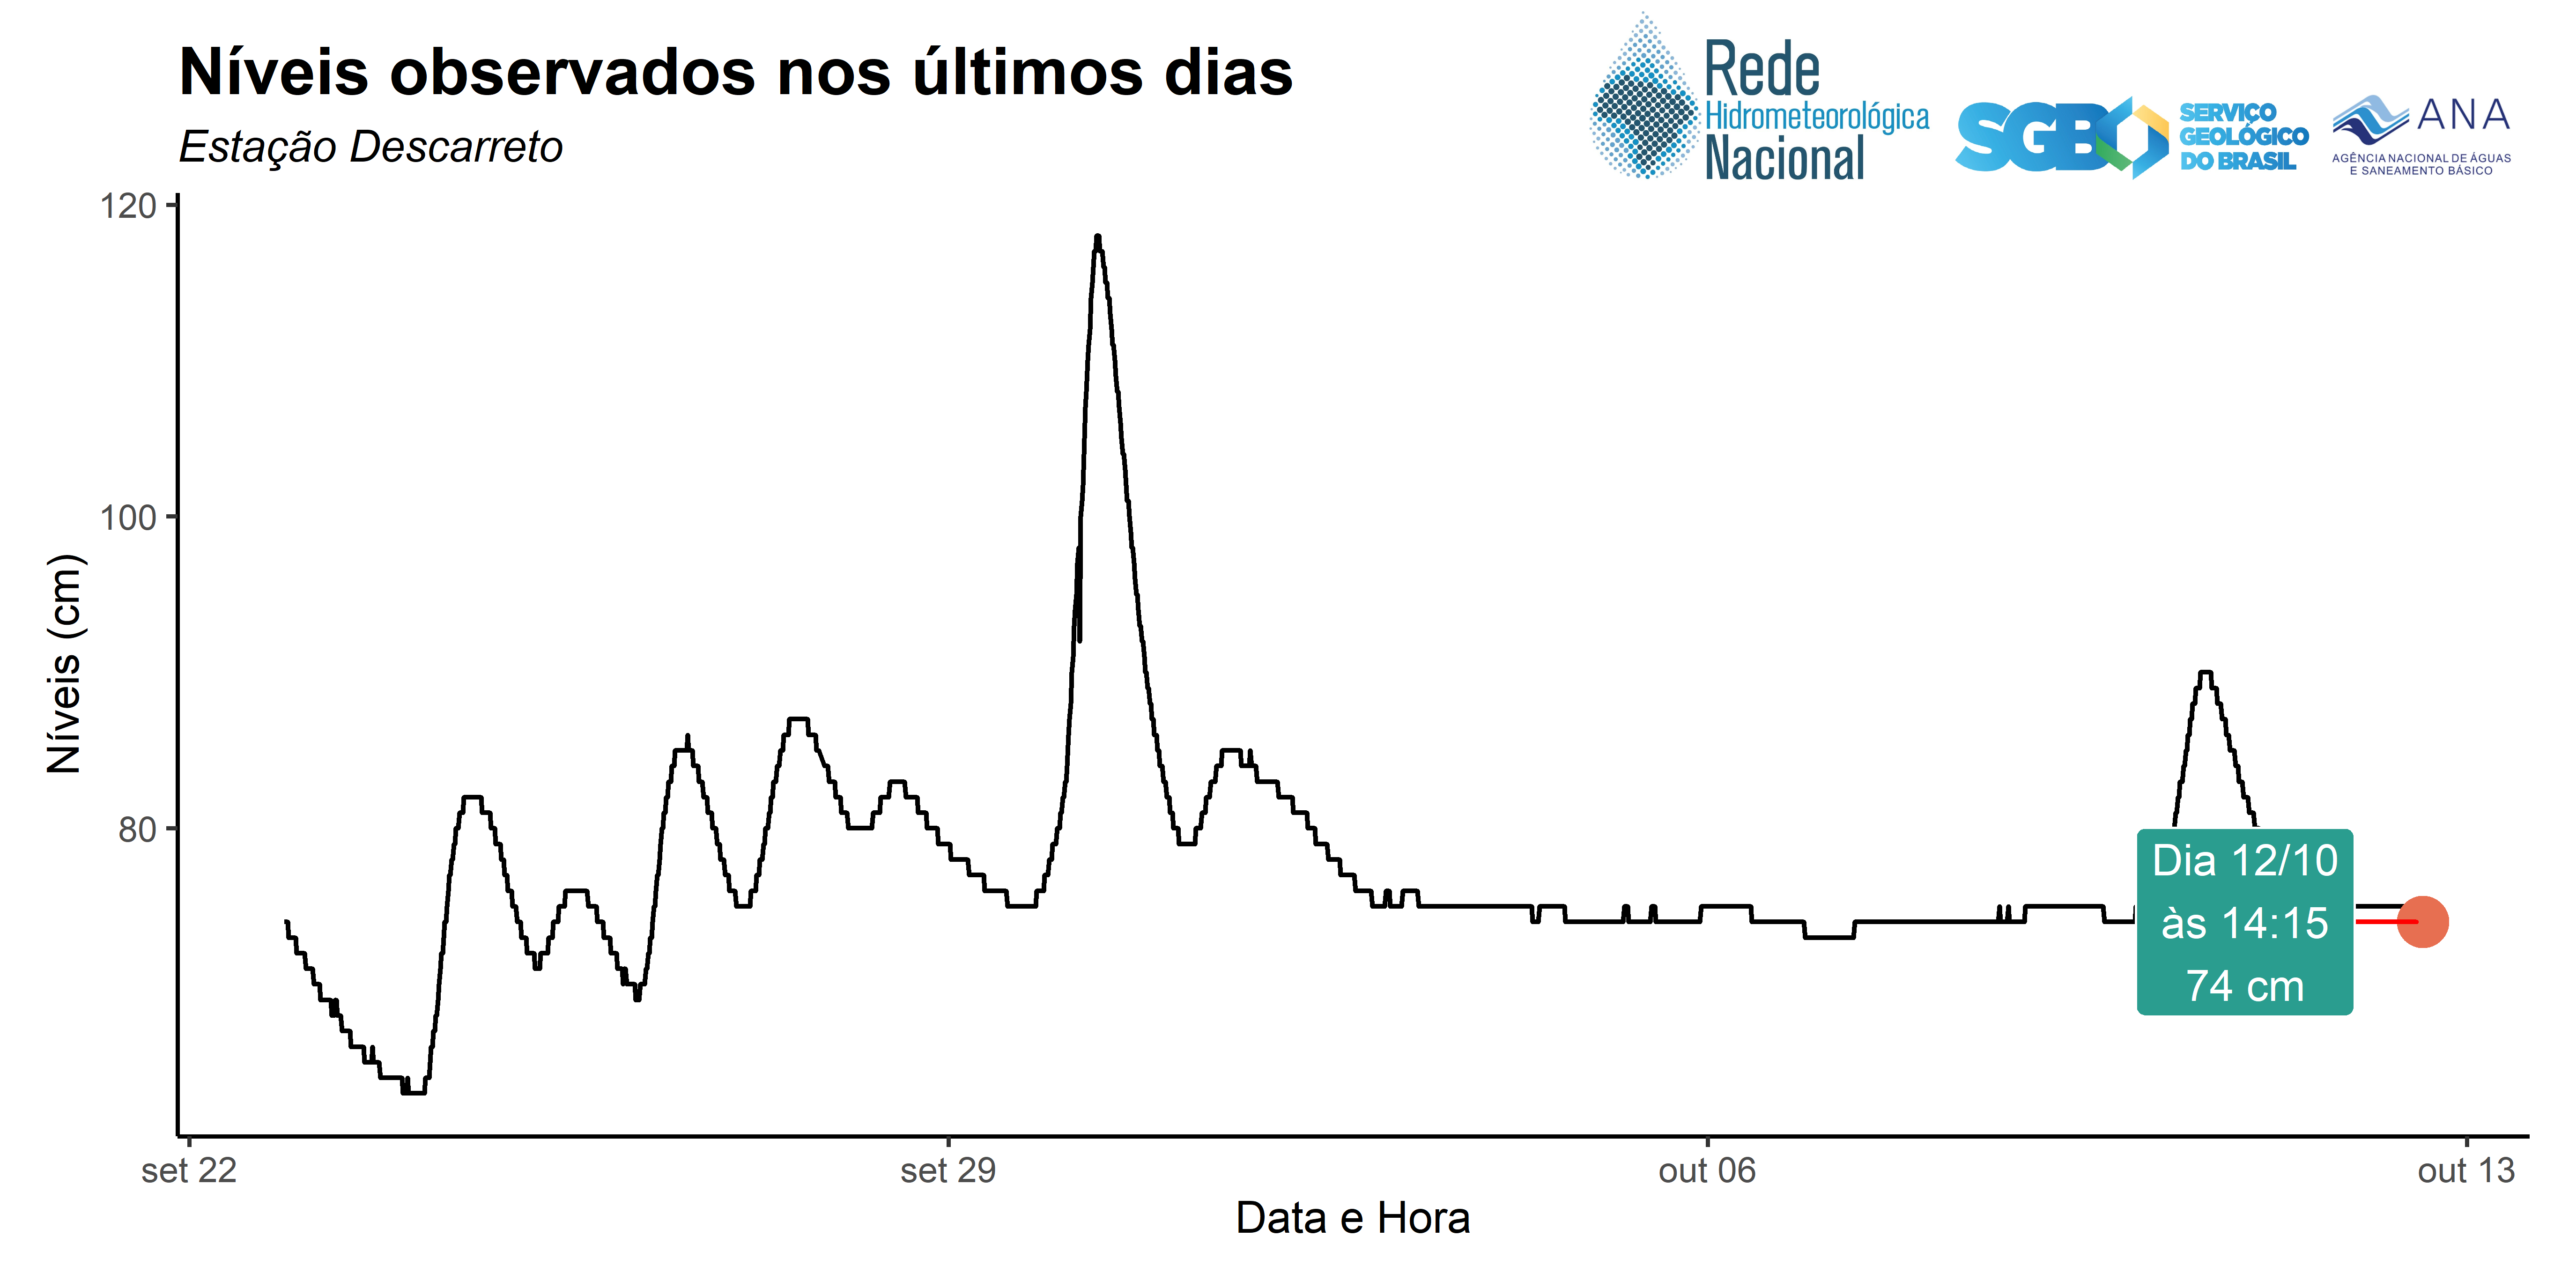 Níveis observados nos últimos dias
Estação Descarreto
Rede
Hidrometeorológica
Nacional
SGB
SERVIÇO
GEOLÓGICO
DO BRASIL
ANA
AGÊNCIA NACIONAL DE ÁGUAS
E SANEAMENTO BÁSICO
120
100
80
Níveis (cm)
Dia 12/10
às 14:15
74 cm
set 22
set 29
out 06
out 13
Data e Hora